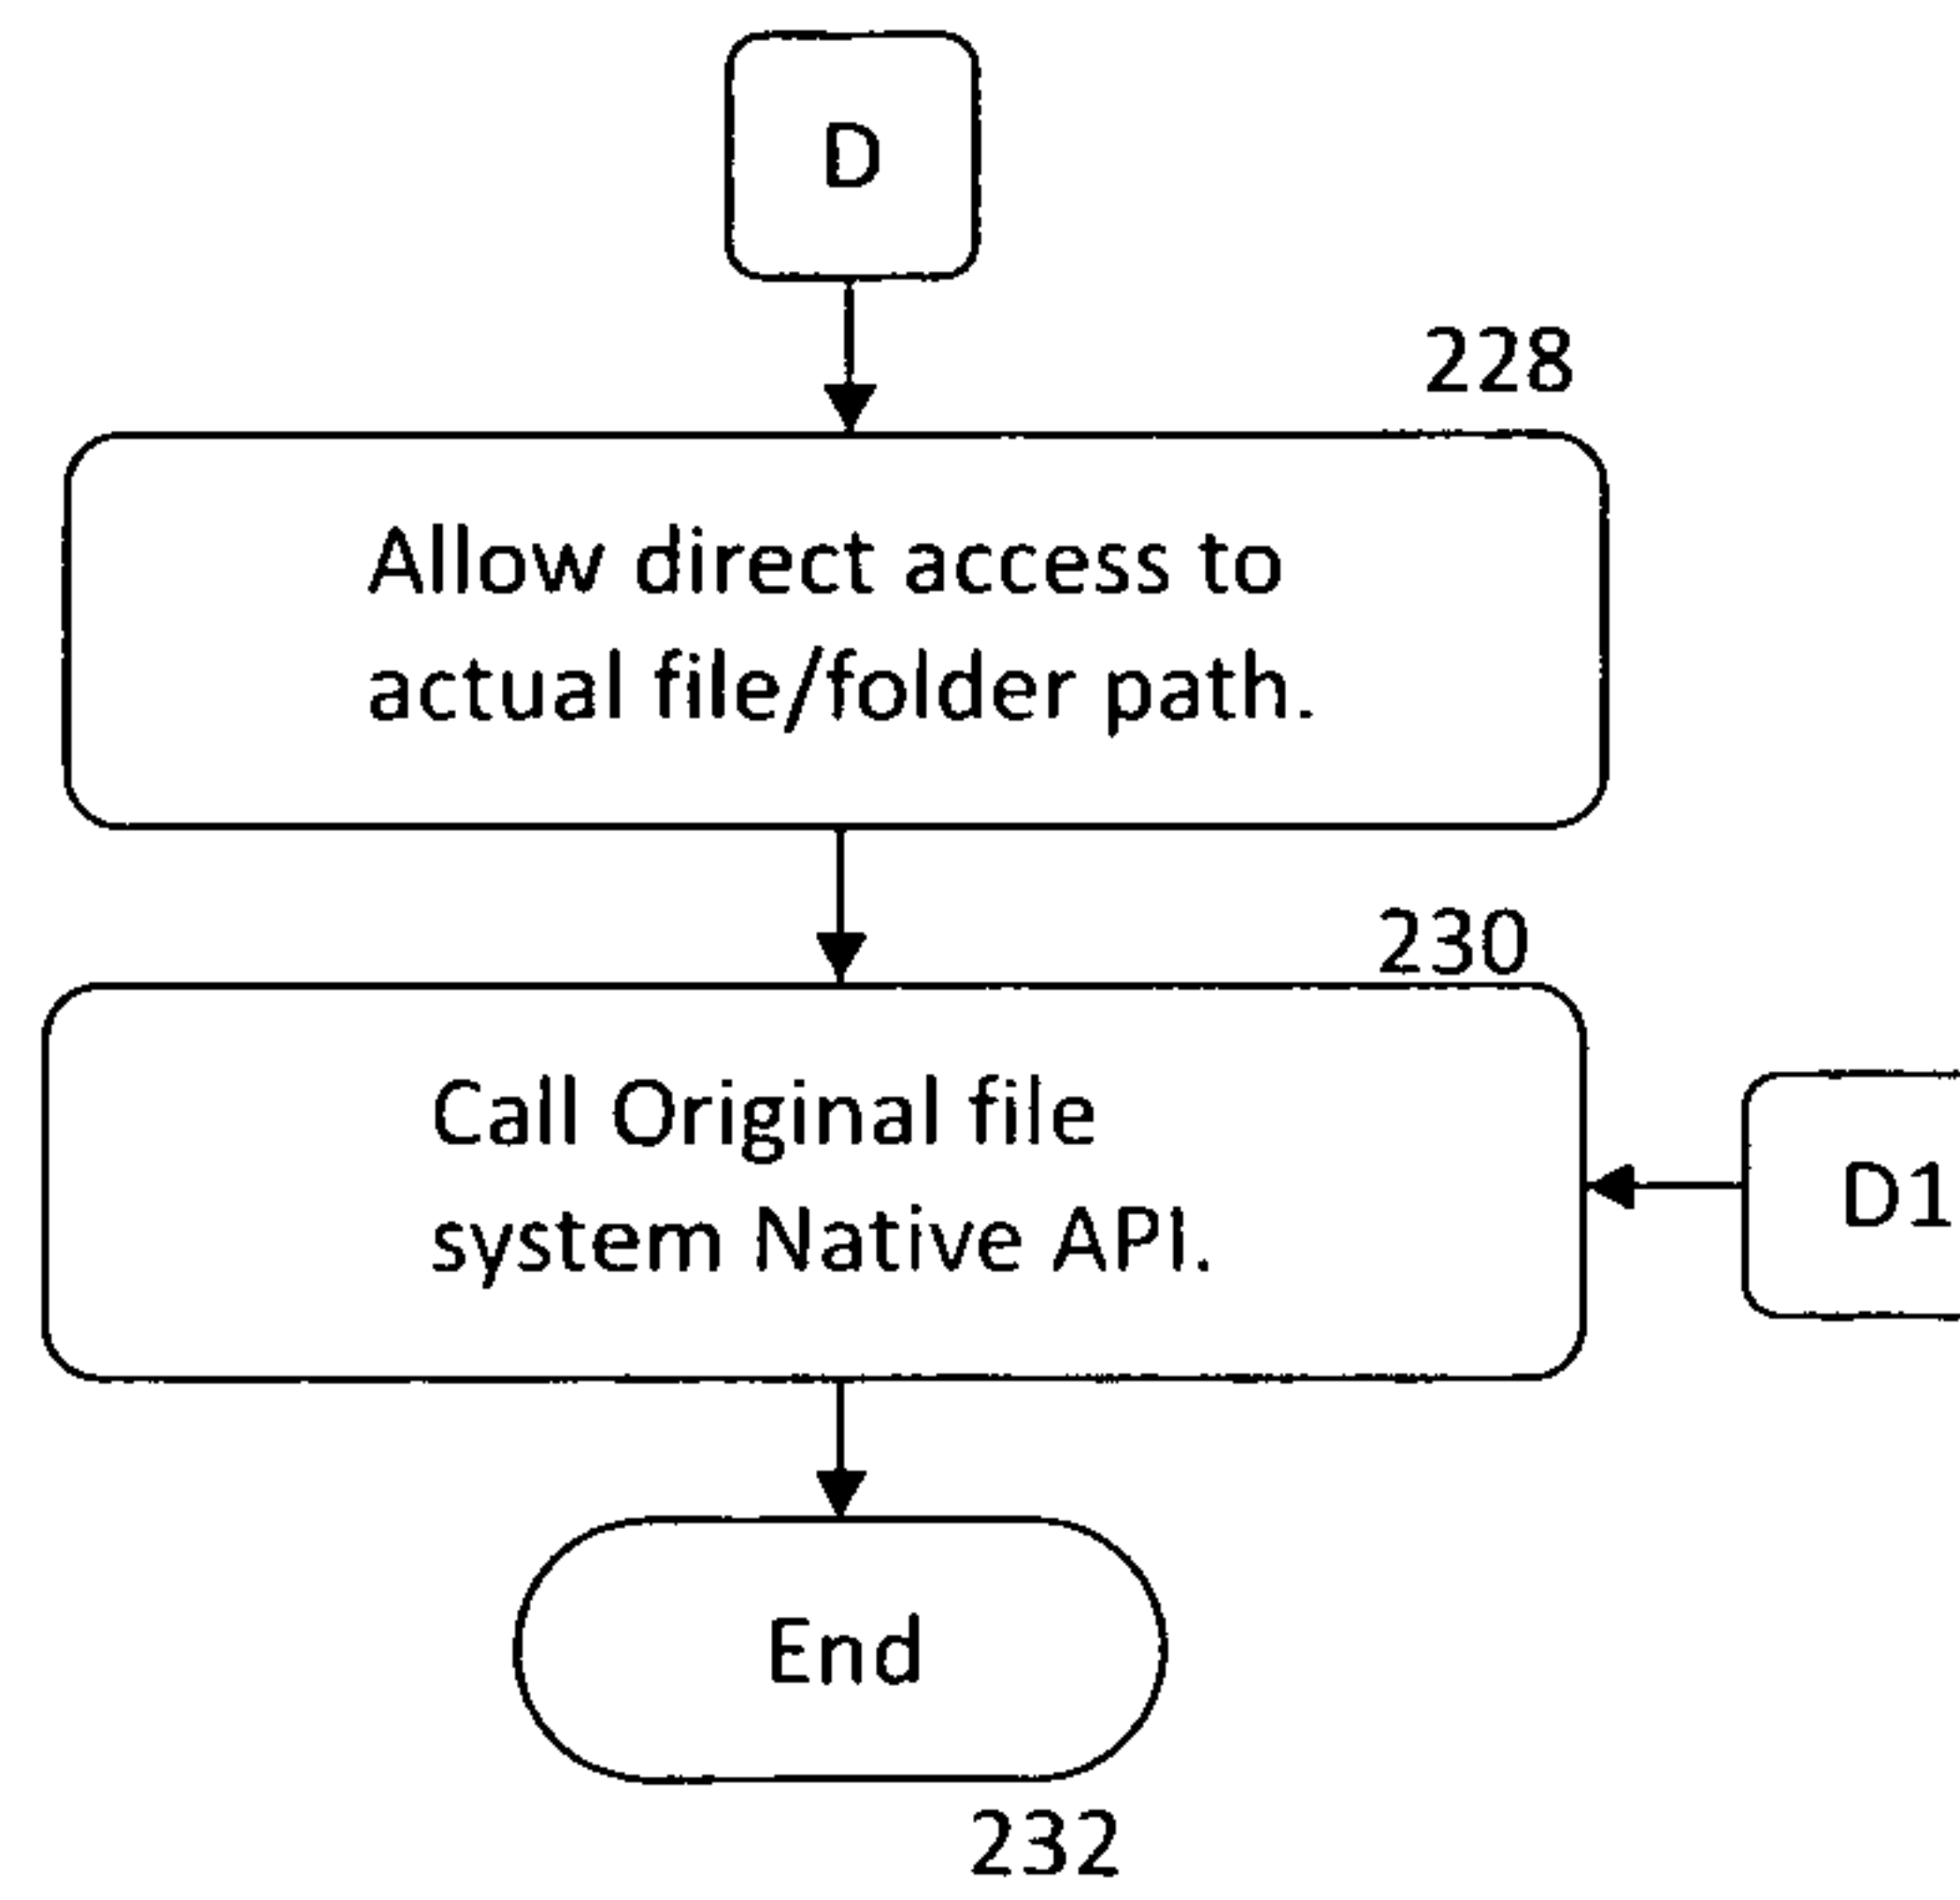 D
228
Allow direct access to
actual file/folder path.
230
Call Original file
system Native API.
D1
End
232